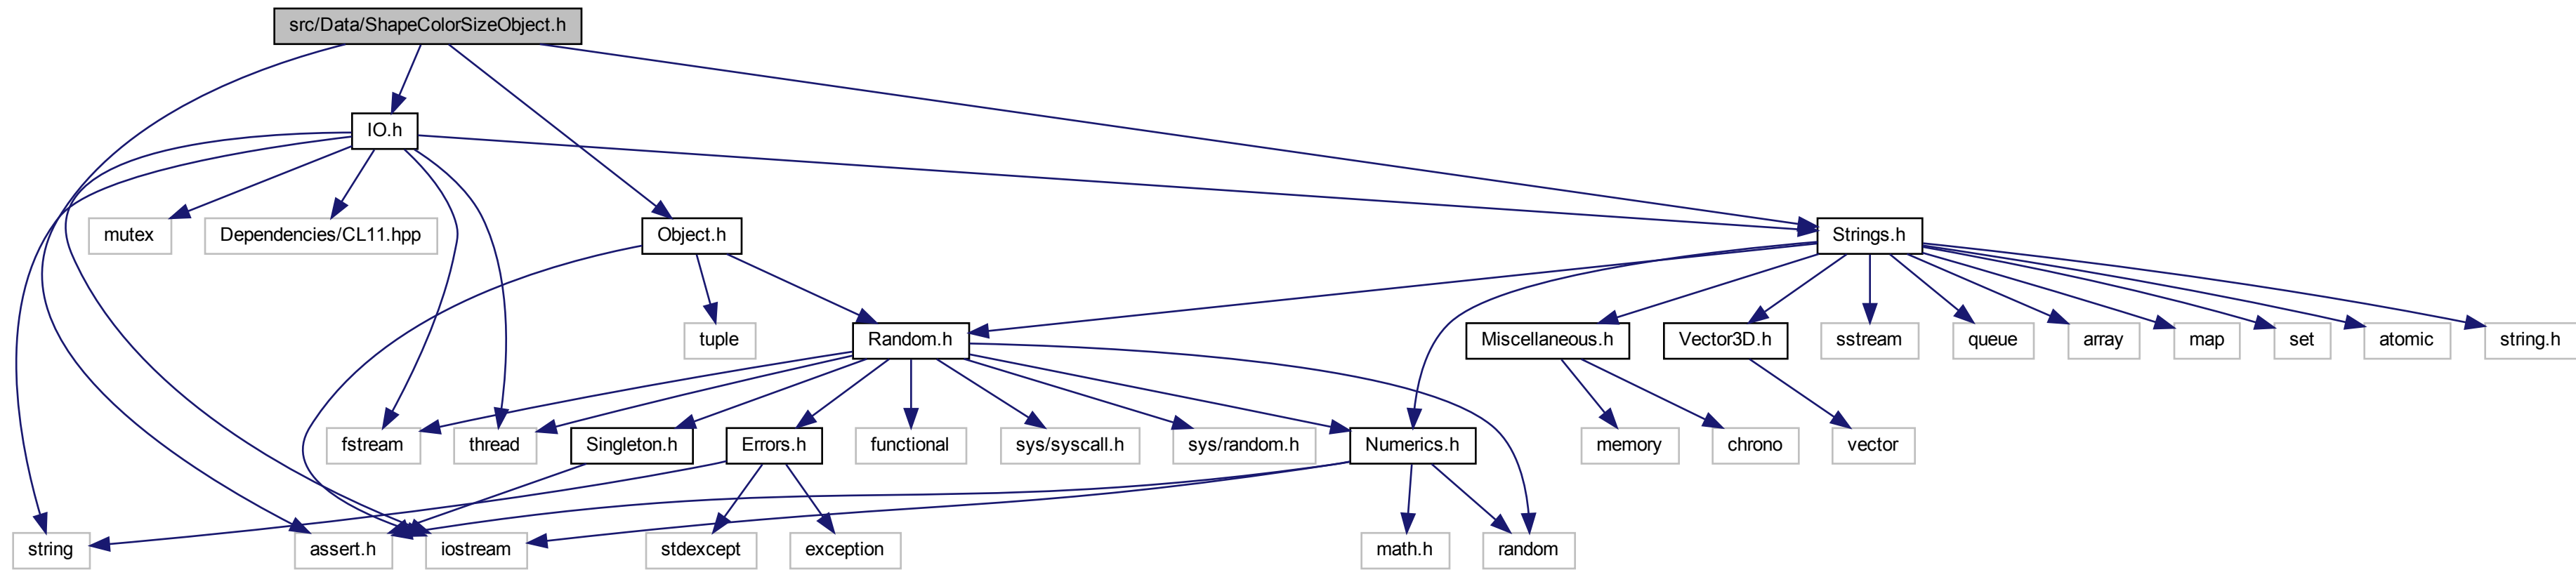 src/Data/ShapeColorSizeObject.h
IO.h
mutex
Dependencies/CL11.hpp
Object.h
Strings.h
tuple
Random.h
Miscellaneous.h
Vector3D.h
sstream
queue
array
map
set
atomic
string.h
fstream
thread
Singleton.h
Errors.h
functional
sys/syscall.h
sys/random.h
Numerics.h
memory
chrono
vector
string
assert.h
iostream
stdexcept
exception
math.h
random